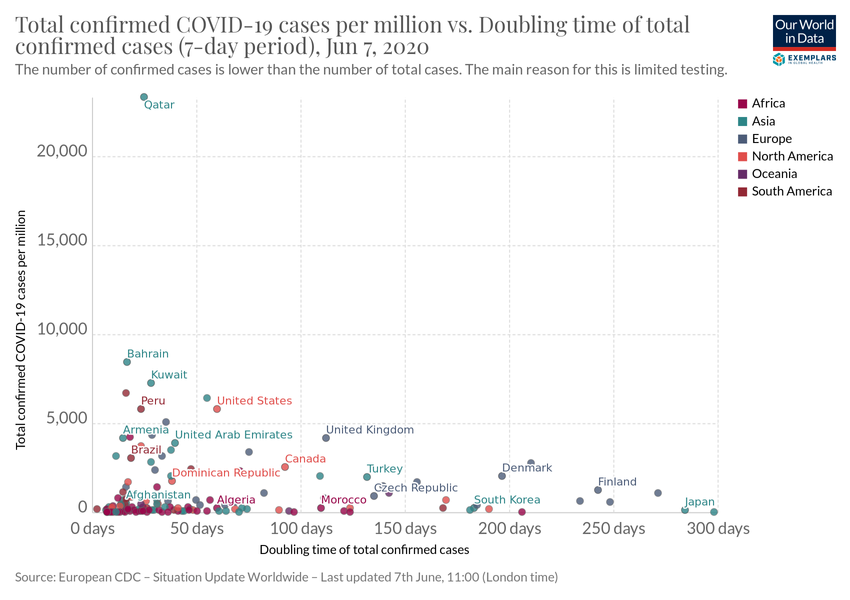 Total confirmed COVID-19 cases per million vs. Doubling time of total
confirmed cases (7-day period), Jun 7, 2020
The number of confirmed cases is lower than the number of total cases. The main reason for this is limited testing.
Our World
in Data
EXEMPLARS
IN GLOBAL HEALTH
Africa
Asia
Europe
North America
Oceania
South America
Total confirmed COVID-19 cases per million
20,000
15,000
10,000
5,000
0
Qatar
Bahrain
Kuwait
Peru
United States
Armenia
United Arab Emirates
United Kingdom
Brazil
Canada
Dominican Republic
Turkey
Denmark
Czech Republic
Finland
Afghanistan
Algeria
Morocco
South Korea
Japan
0 days
50 days
100 days
150 days
200 days
250 days
300 days
Doubling time of total confirmed cases
Source: European CDC – Situation Update Worldwide – Last updated 7th June, 11:00 (London time)